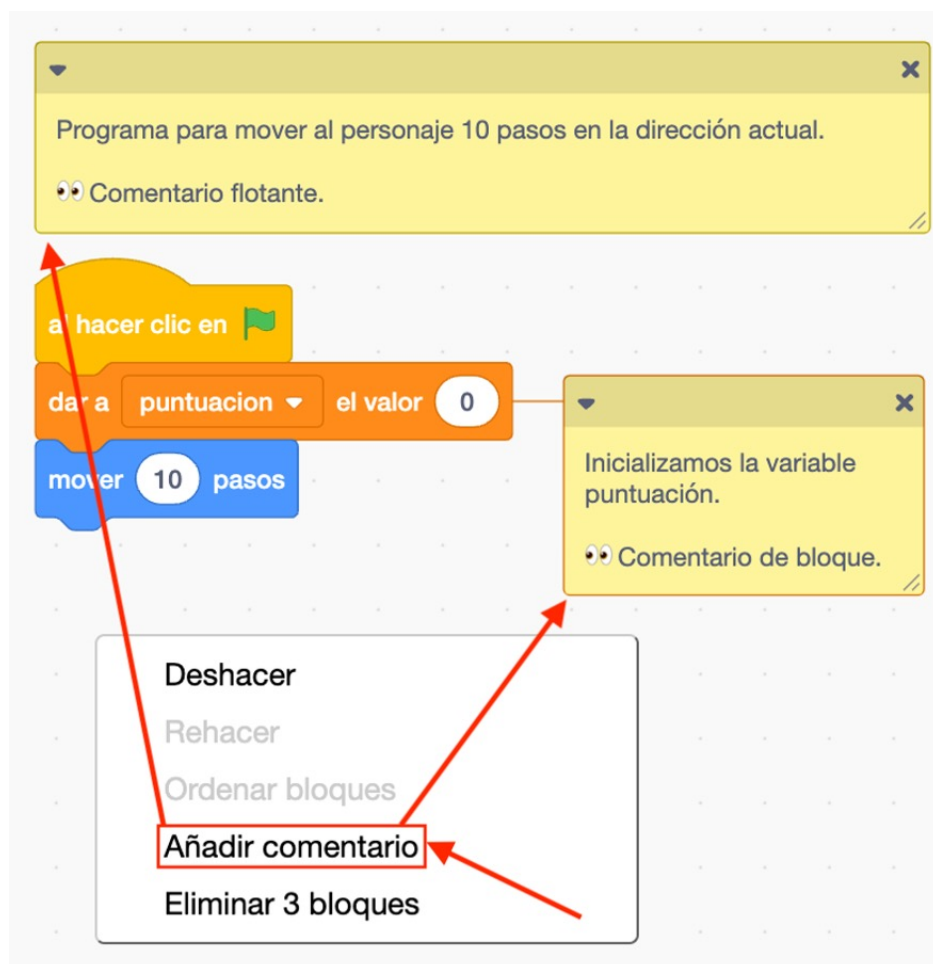 Programa para mover al personaje 10 pasos en la dirección actual.
👀 Comentario flotante.
al hacer clic en
dar a puntuacion el valor 0
mover 10 pasos
Inicializamos la variable
puntuación.
👀 Comentario de bloque.
Deshacer
Rehacer
Ordenar bloques
Añadir comentario
Eliminar 3 bloques